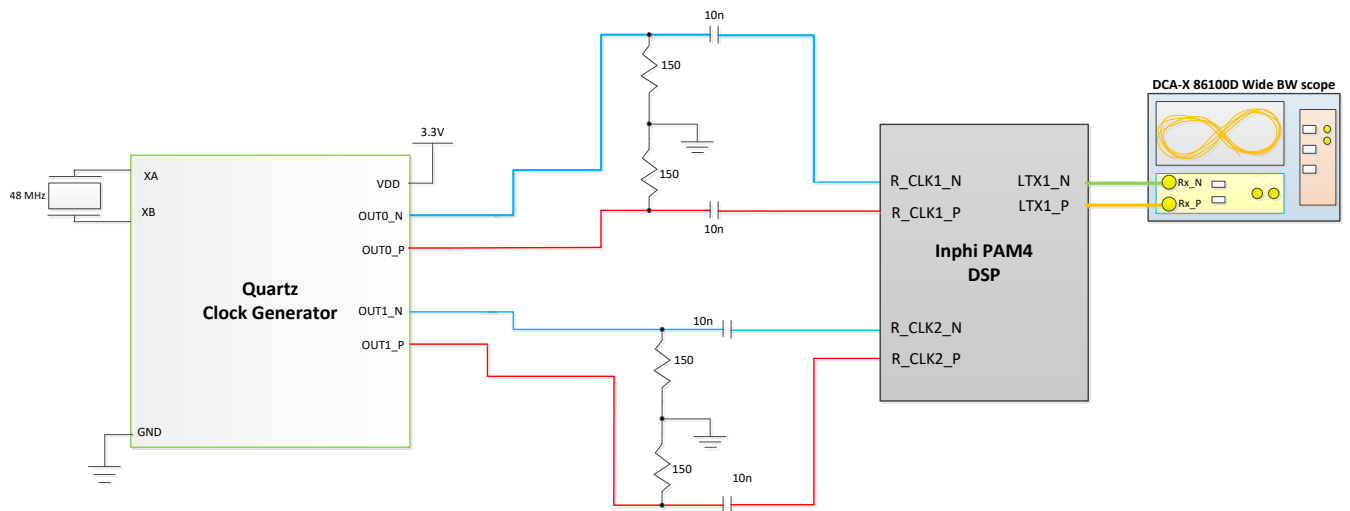 10n
150
150
10n
DCA-X 86100D Wide BW scope
Rx_N
Rx_P
3.3V
48 MHz
XA
XB
VDD
OUT0_N
OUT0_P
Quartz
Clock Generator
OUT1_N
OUT1_P
GND
R_CLK1_N
R_CLK1_P
LTX1_N
LTX1_P
Inphi PAM4
DSP
R_CLK2_N
R_CLK2_P
10n
150
150
10n